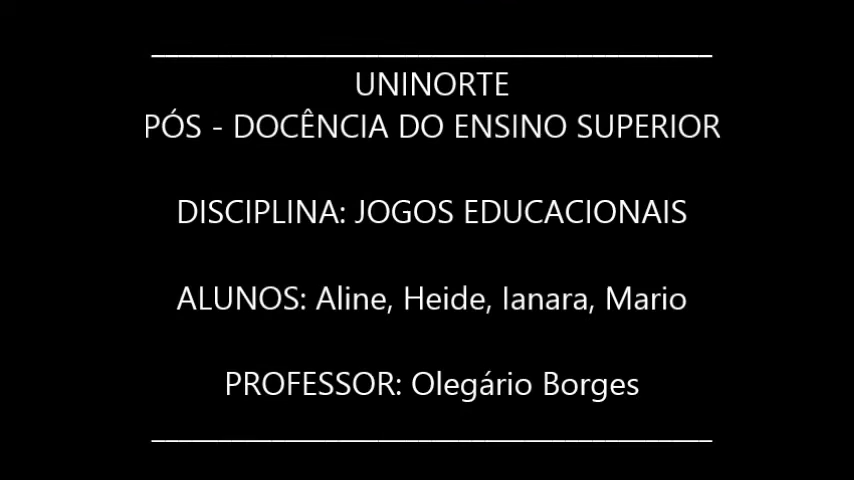 UNINORTE
PÓS - DOCÊNCIA DO ENSINO SUPERIOR
DISCIPLINA: JOGOS EDUCACIONAIS
ALUNOS: Aline, Heide, Ianara, Mario
PROFESSOR: Olegário Borges